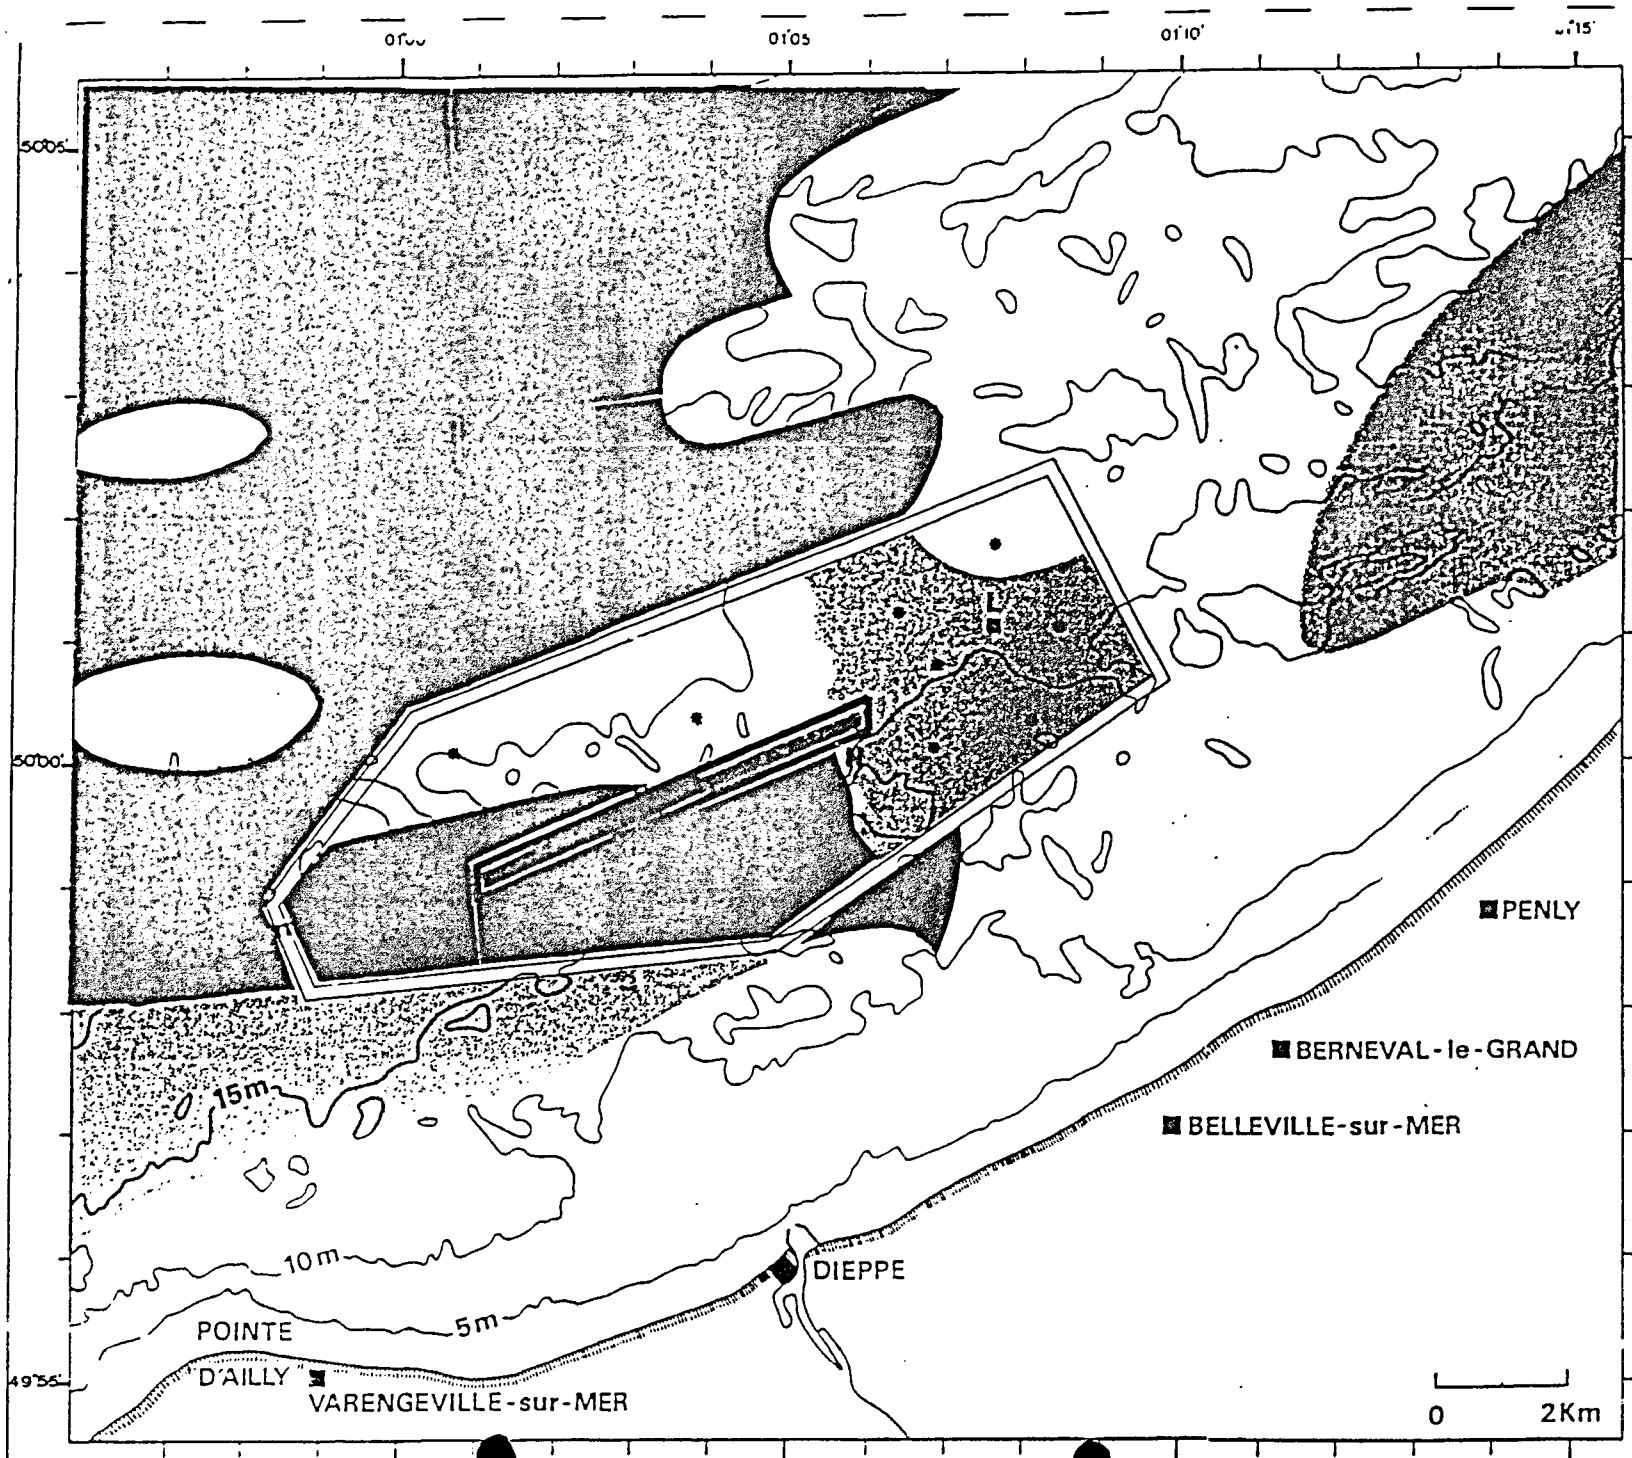 01°05
01°10'
50°05
L
50°00'
PENLY
BERNEVAL-le-GRAND
15m
BELLEVILLE-sur-MER
10m
DIEPPE
5m
POINTE
D'AILLY
49°55'
VARENGEVILLE-sur-MER
0 2Km